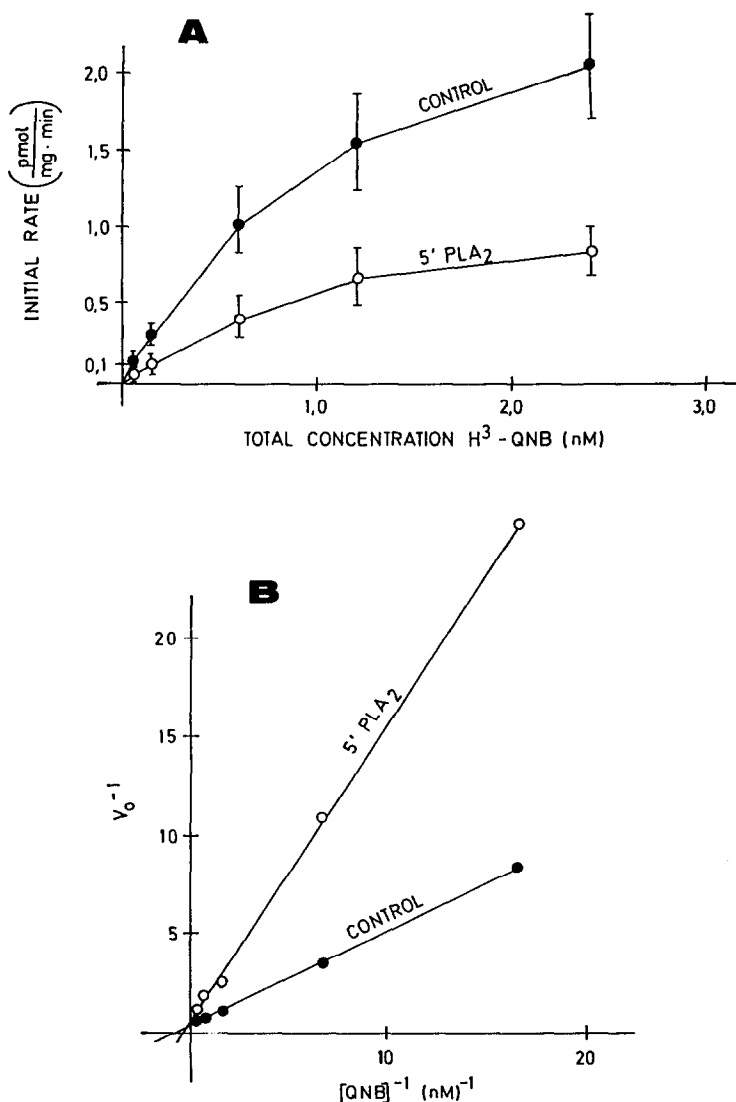 A
INITIAL RATE (pmol / mg · min)
2,0
1,5
1,0
0,5
0,1
CONTROL
5' PLA2
1,0
2,0
3,0
TOTAL CONCENTRATION H³-QNB (nM)
B
V₀⁻¹
20
15
10
5
5' PLA₂
CONTROL
10
20
[QNB]⁻¹ (nM)⁻¹